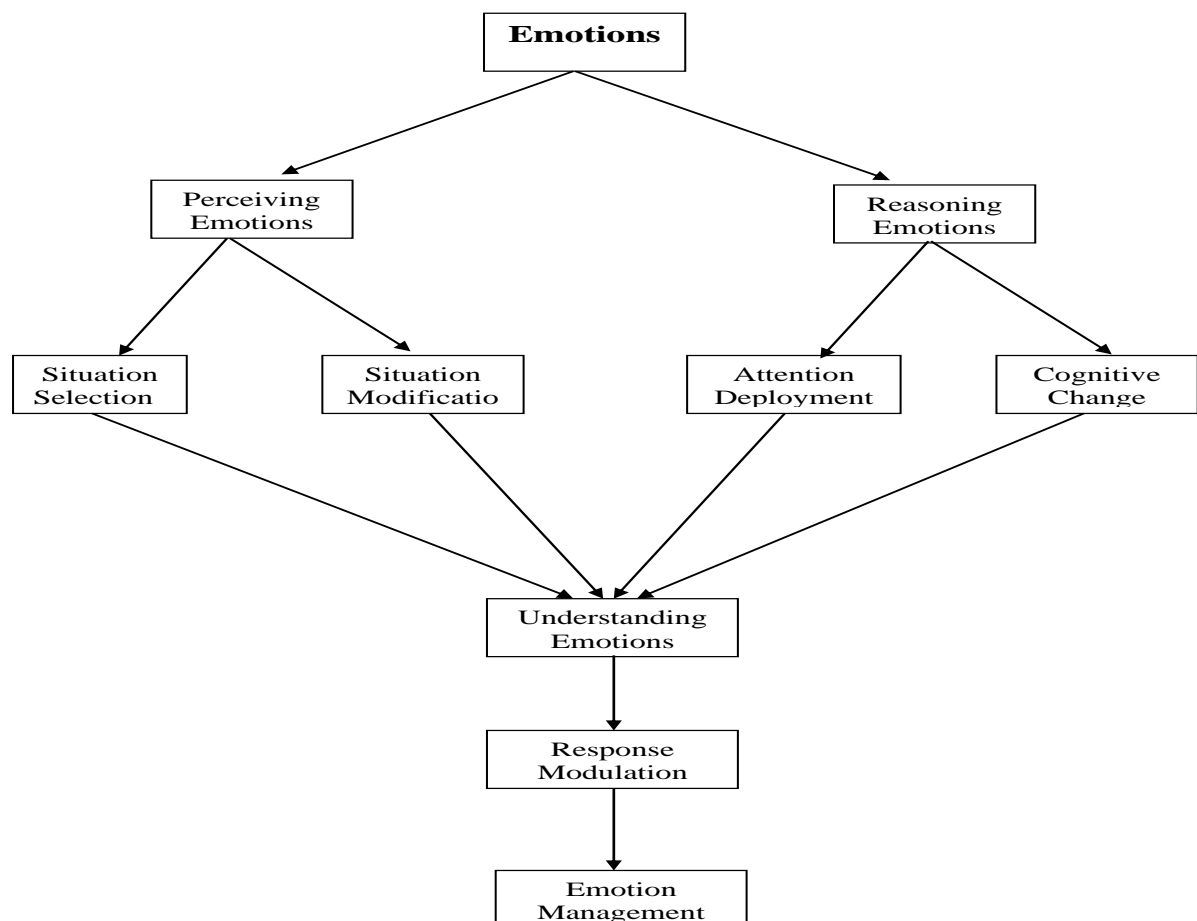 Emotions
Perceiving
Emotions
Reasoning
Emotions
Situation
Selection
Situation
Modificatio
Attention
Deployment
Cognitive
Change
Understanding
Emotions
Response
Modulation
Emotion
Management